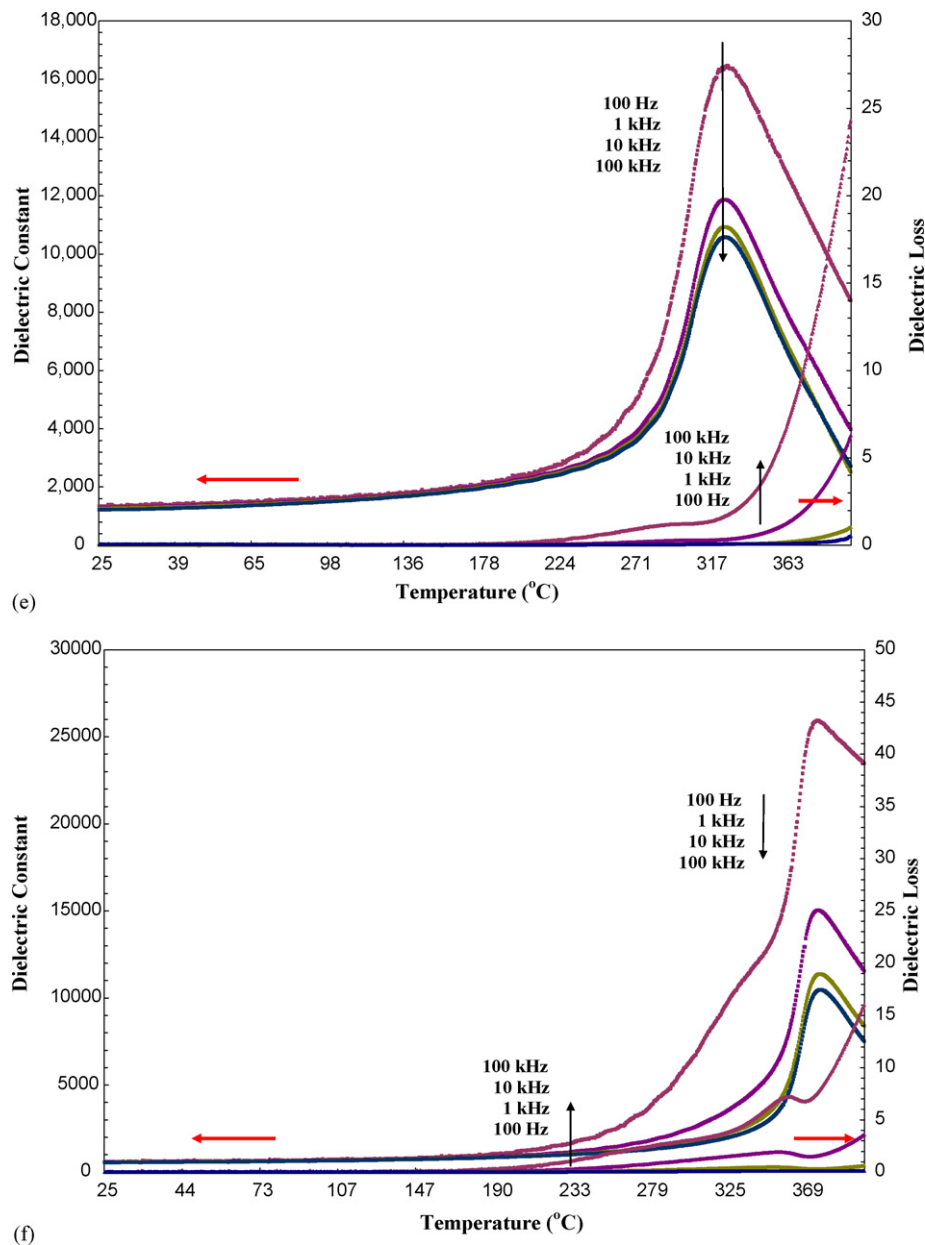 18,000
16,000
14,000
12,000
10,000
8,000
6,000
4,000
2,000
0
Dielectric Constant
30
25
20
15
10
5
0
Dielectric Loss
100 Hz
1 kHz
10 kHz
100 kHz
100 kHz
10 kHz
1 kHz
100 Hz
25 39 65 98 136 178 224 271 317 363
Temperature (°C)
(e)
30000
25000
20000
15000
10000
5000
0
Dielectric Constant
50
40
30
20
10
0
Dielectric Loss
100 Hz
1 kHz
10 kHz
100 kHz
100 kHz
10 kHz
1 kHz
100 Hz
25 44 73 107 147 190 233 279 325 369
Temperature (°C)
(f)